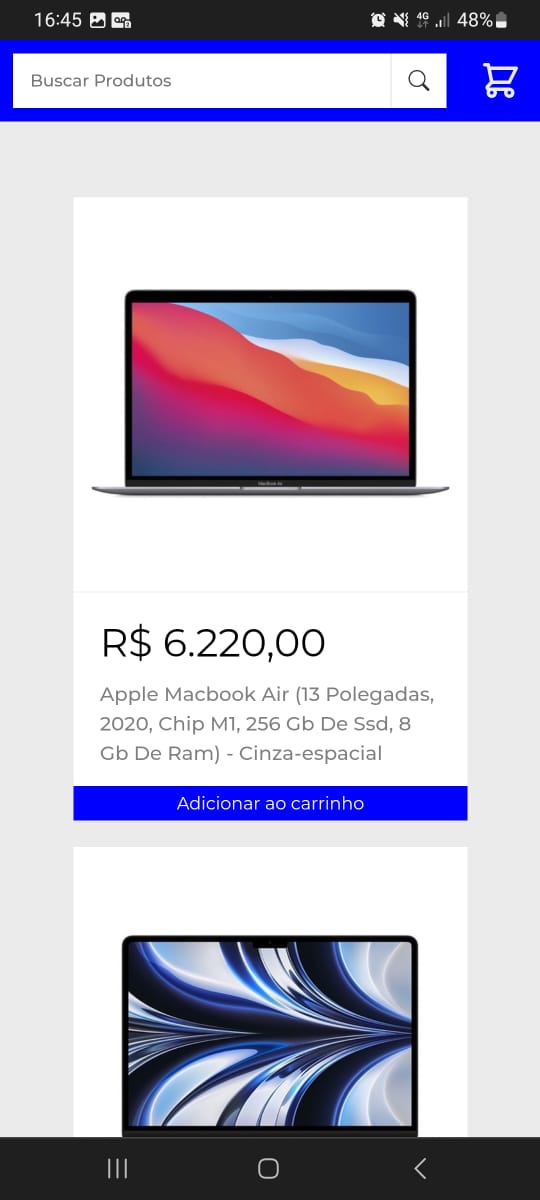 16:45
4G
48%
Buscar Produtos
MacBook Air
R$ 6.220,00
Apple Macbook Air (13 Polegadas,
2020, Chip M1, 256 Gb De Ssd, 8
Gb De Ram) - Cinza-espacial
Adicionar ao carrinho